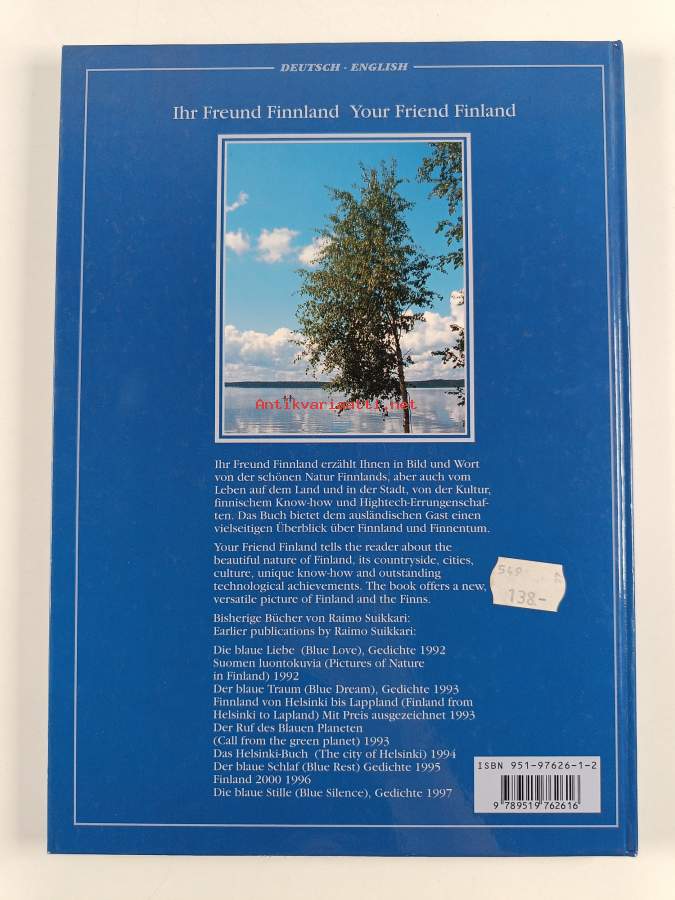 DEUTSCH · ENGLISH
Ihr Freund Finnland Your Friend Finland
Antikvariaatti.net
Ihr Freund Finnland erzählt Ihnen in Bild und Wort
von der schönen Natur Finnlands, aber auch vom
Leben auf dem Land und in der Stadt, von der Kultur,
finnischem Know-how und Hightech-Errungenschaf-
ten. Das Buch bietet dem ausländischen Gast einen
vielseitigen Überblick über Finnland und Finnentum.
Your Friend Finland tells the reader about the
beautiful nature of Finland, its countryside, cities,
culture, unique know-how and outstanding
technological achievements. The book offers a new,
versatile picture of Finland and the Finns.
549
138.-
Bisherige Bücher von Raimo Suikkari:
Earlier publications by Raimo Suikkari:
Die blaue Liebe (Blue Love), Gedichte 1992
Suomen luontokuvia (Pictures of Nature
in Finland) 1992
Der blaue Traum (Blue Dream), Gedichte 1993
Finnland von Helsinki bis Lappland (Finland from
Helsinki to Lapland) Mit Preis ausgezeichnet 1993
Der Ruf des Blauen Planeten
(Call from the green planet) 1993
Das Helsinki-Buch (The city of Helsinki) 1994
Der blaue Schlaf (Blue Rest) Gedichte 1995
Finland 2000 1996
Die blaue Stille (Blue Silence), Gedichte 1997
ISBN 951-97626-1-2
9 789519 762616